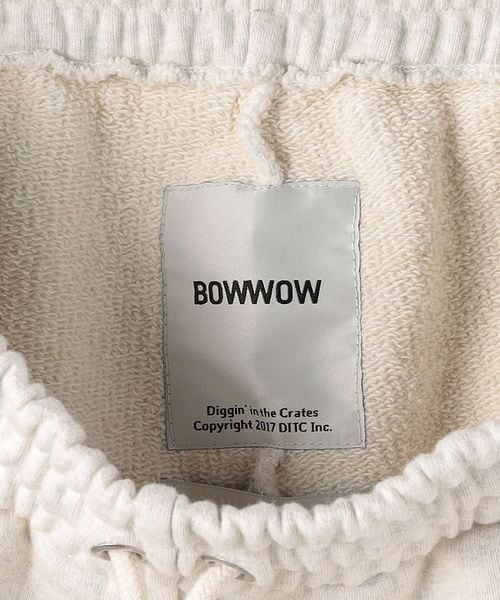 BOWWOW
Diggin' in the Crates
Copyright 2017 DITC Inc.